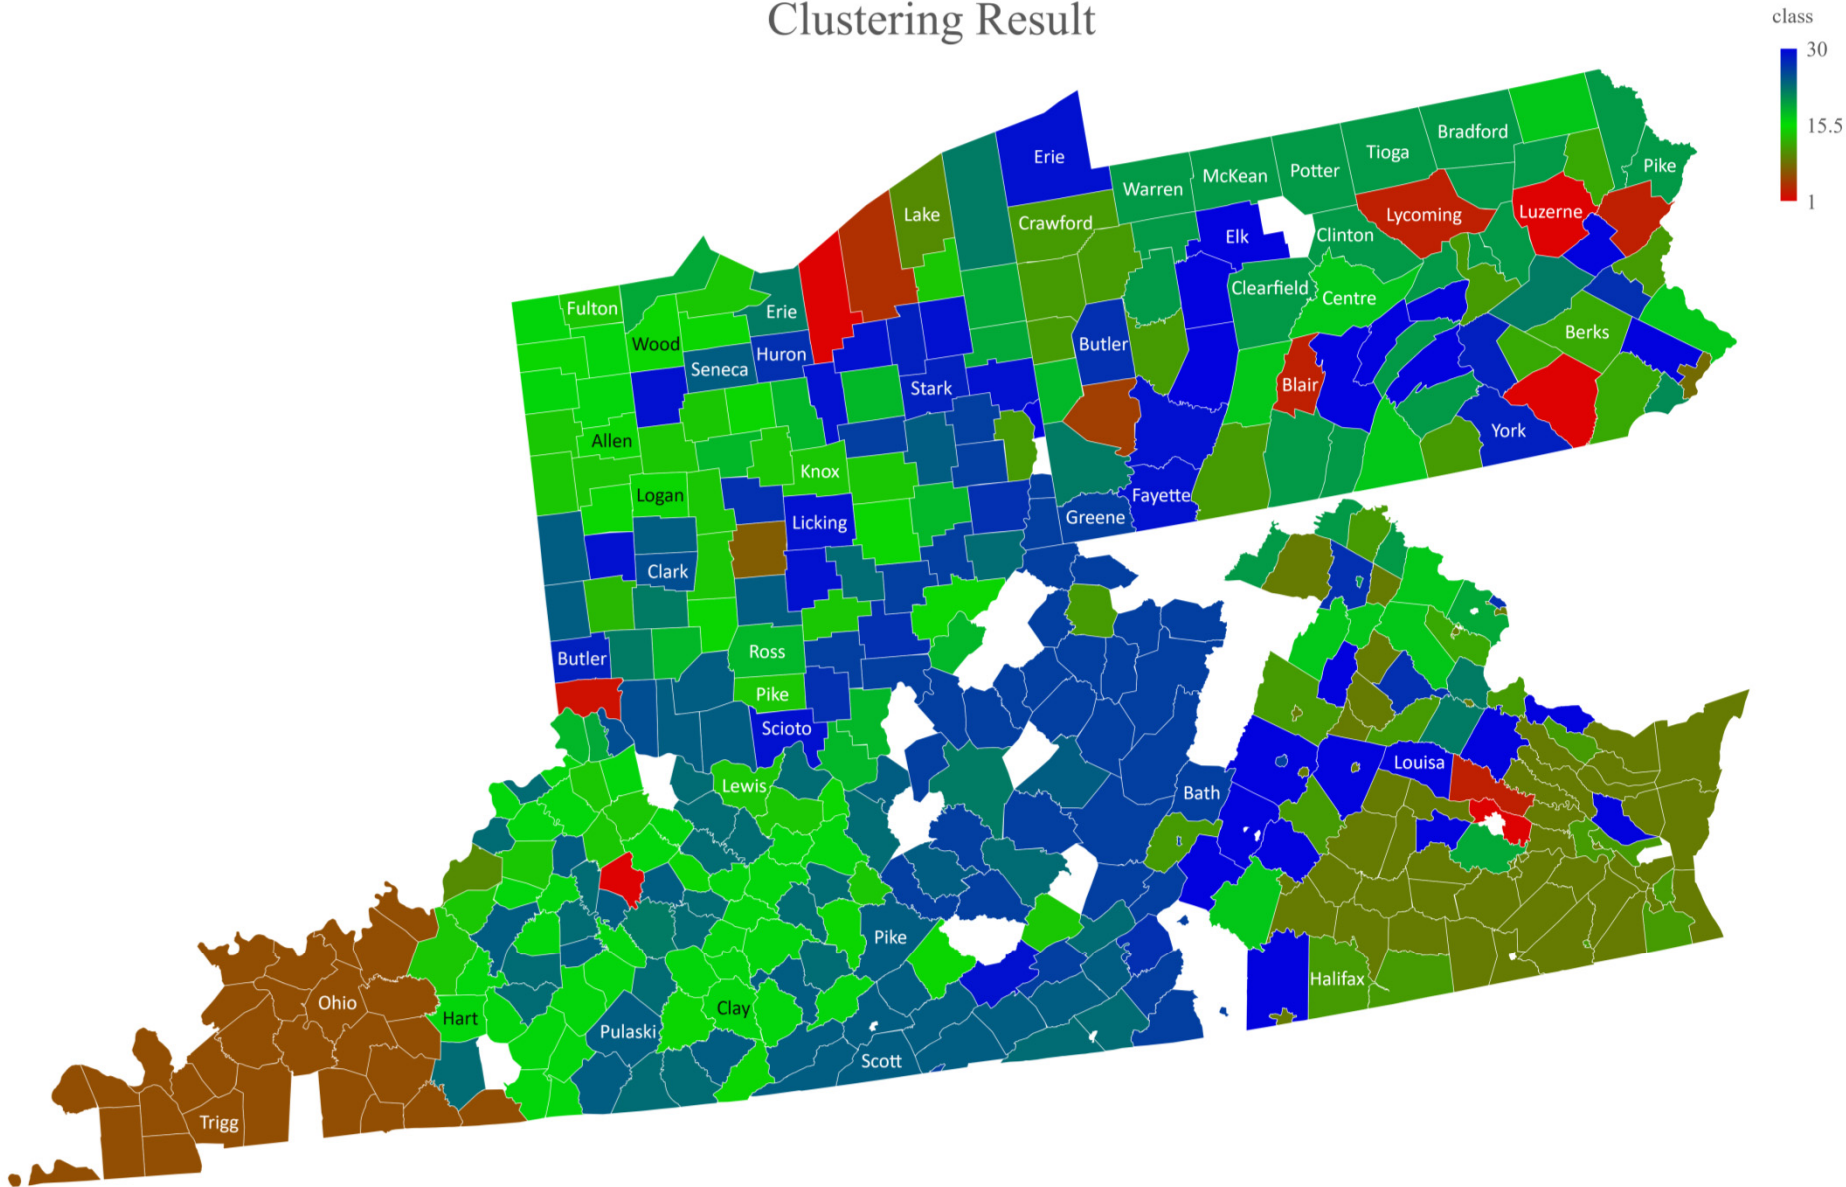 Clustering Result
class
30
15.5
1
Erie
Bradford
Tioga
Potter
McKean
Warren
Pike
Lake
Crawford
Lycoming
Luzerne
Elk
Clinton
Clearfield
Centre
Fulton
Erie
Wood
Huron
Seneca
Butler
Berks
Stark
Blair
York
Allen
Knox
Logan
Fayette
Licking
Greene
Clark
Ross
Butler
Pike
Scioto
Louisa
Lewis
Bath
Pike
Halifax
Ohio
Hart
Clay
Pulaski
Scott
Trigg